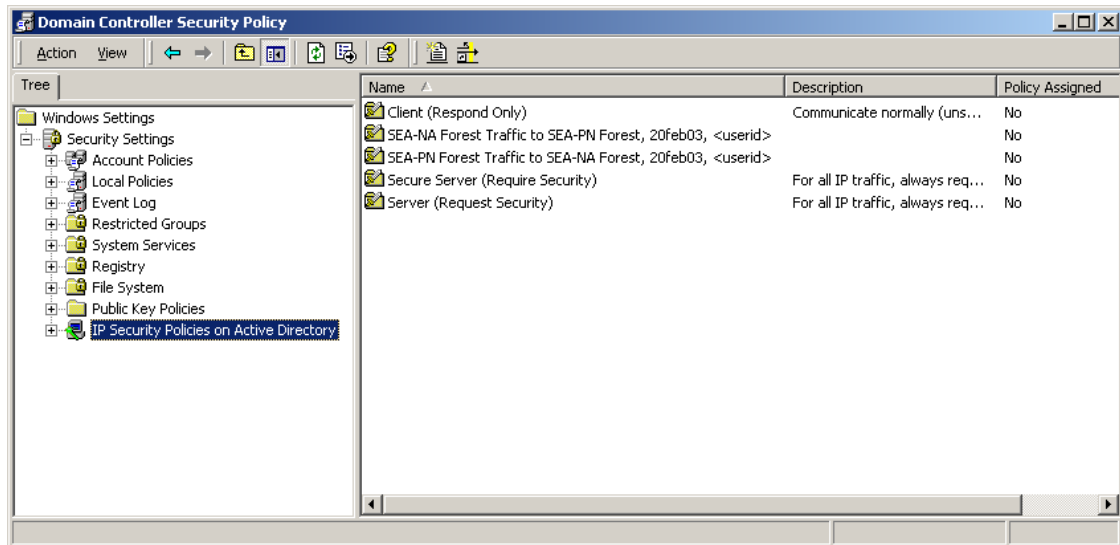 Domain Controller Security Policy
Action View
Tree
Windows Settings
Security Settings
Account Policies
Local Policies
Event Log
Restricted Groups
System Services
Registry
File System
Public Key Policies
IP Security Policies on Active Directory
Name Description Policy Assigned
Client (Respond Only) Communicate normally (uns... No
SEA-NA Forest Traffic to SEA-PN Forest, 20feb03, <userid> No
SEA-PN Forest Traffic to SEA-NA Forest, 20feb03, <userid> No
Secure Server (Require Security) For all IP traffic, always req... No
Server (Request Security) For all IP traffic, always req... No